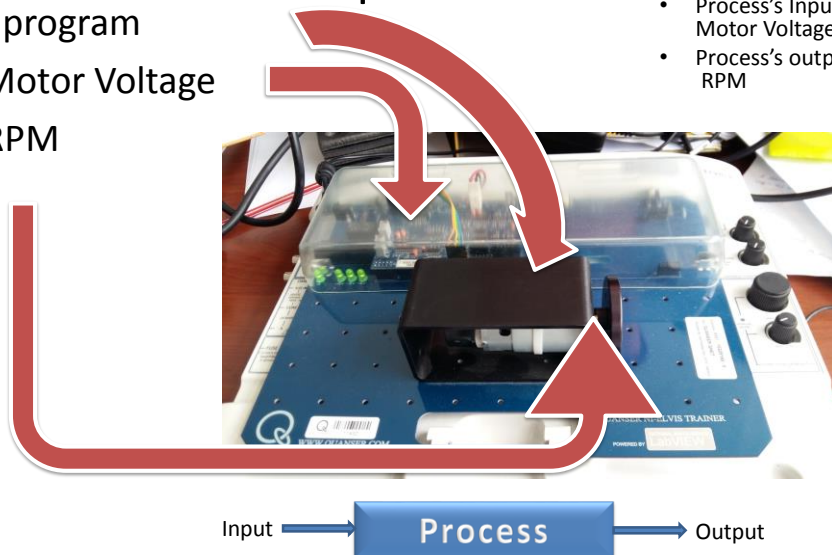 program
Motor Voltage
RPM
Process's Inpu
Motor Voltage
Process's outp
RPM
WWW.QUANSER.COM
QUANSER NI-ELVIS TRAINER
POWERED BY
LabVIEW
Input
Process
Output